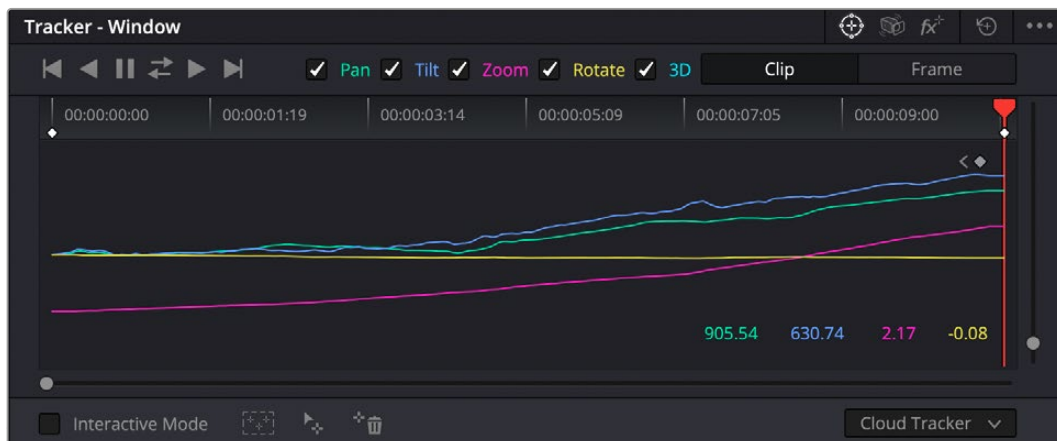 Tracker - Window
fx
Pan Tilt Zoom Rotate 3D Clip Frame
00:00:00:00 00:00:01:19 00:00:03:14 00:00:05:09 00:00:07:05 00:00:09:00
905.54 630.74 2.17 -0.08
Interactive Mode Cloud Tracker